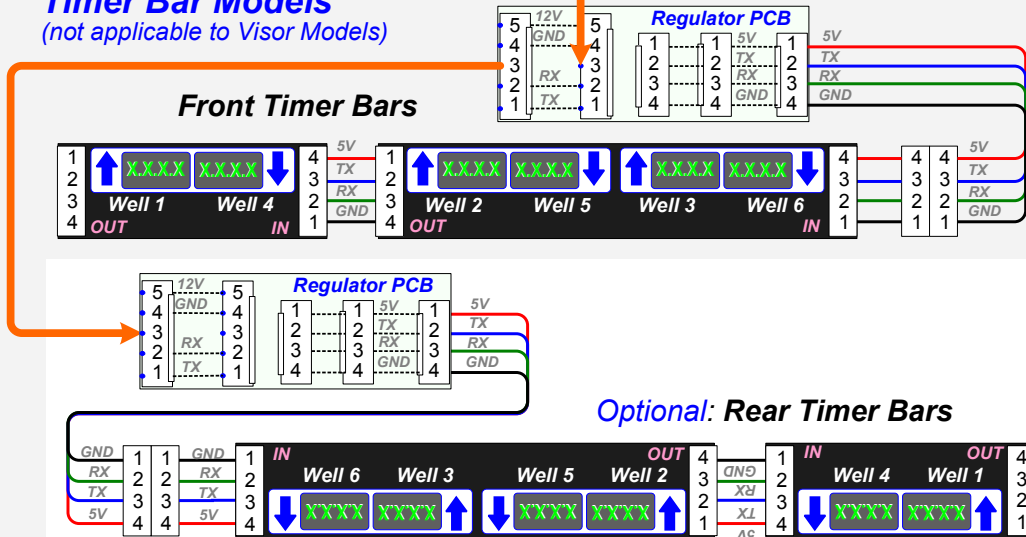 Timer Bar Models
(not applicable to Visor Models)
12V
GND
RX
TX
5
4
3
2
1
5
4
3
2
1
Regulator PCB
1
2
3
4
1
2
3
4
5V
TX
RX
GND
1
2
3
4
5V
TX
RX
GND
Front Timer Bars
1
2
3
4
X.X.X.X X.X.X.X
Well 1 Well 4
OUT IN
4
3
2
1
5V
TX
RX
GND
1
2
3
4
X.X.X.X X.X.X.X X.X.X.X X.X.X.X
Well 2 Well 5 Well 3 Well 6
OUT IN
4
3
2
1
4 4
3 3
2 2
1 1
5V
TX
RX
GND
12V
GND
RX
TX
5
4
3
2
1
5
4
3
2
1
Regulator PCB
1
2
3
4
1
2
3
4
5V
TX
RX
GND
1
2
3
4
5V
TX
RX
GND
Optional: Rear Timer Bars
GND
RX
TX
5V
1 1
2 2
3 3
4 4
GND
RX
TX
5V
1
2
3
4
IN OUT
Well 6 Well 3 Well 5 Well 2
X.X.X.X X.X.X.X X.X.X.X X.X.X.X
4
3
2
1
GND
RX
TX
5V
1
2
3
4
IN OUT
Well 4 Well 1
X.X.X.X X.X.X.X
4
3
2
1